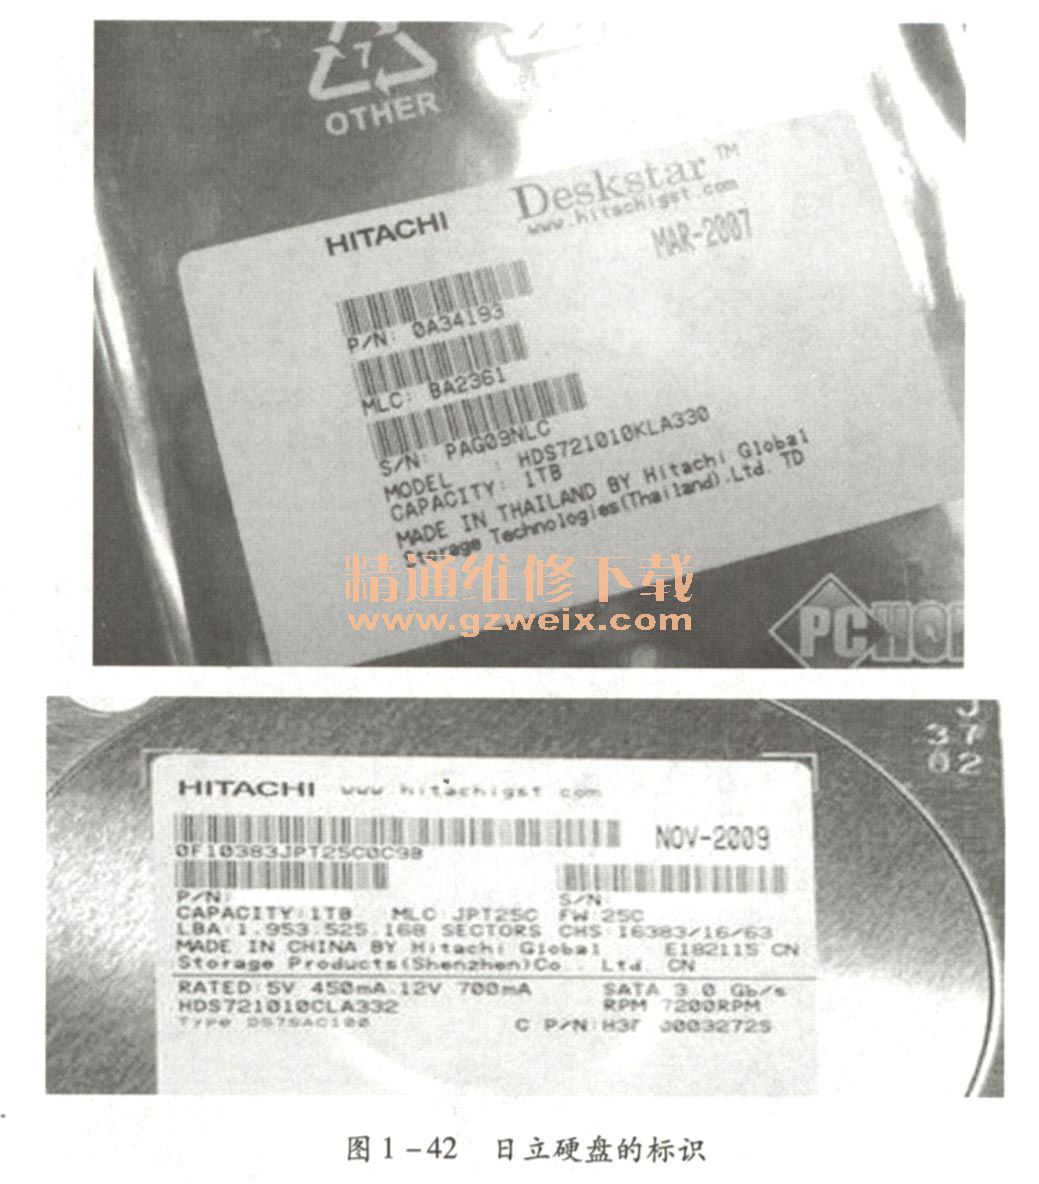 7
OTHER
HITACHI
Deskstar™
www.hitachigst.com
MAR-2007
P/N: 0A34193
MLC: BA2361
S/N: PAG09NLC
MODEL : HDS721010KLA330
CAPACITY: 1TB
MADE IN THAILAND BY Hitachi Global
Storage Technologies(Thailand).Ltd. TD
精通维修下载
www.gzweix.com
PC
37
02
HITACHI www.hitachigst.com
NOV-2009
0F10383JPT25C0C9B
P/N: S/N:
CAPACITY:1TB MLC:JPT25C FW:25C
LBA:1.953.525.168 SECTORS CHS:16383/16/63
MADE IN CHINA BY Hitachi Global E182115 CN
Storage Products(Shenzhen)Co., Ltd. CN
RATED:5V 450mA.12V 700mA SATA 3.0 Gb/s
HDS721010CLA332 RPM 7200RPM
Type C P/N:
图1-42 日立硬盘的标识